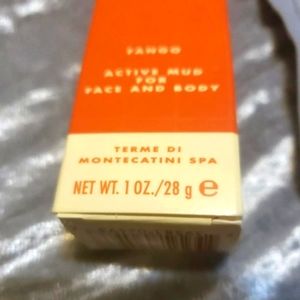 FANGO
ACTIVE MUD
FOR
FACE AND BODY
TERME DI
MONTECATINI SPA
NET WT. 1 OZ./28 g ℮